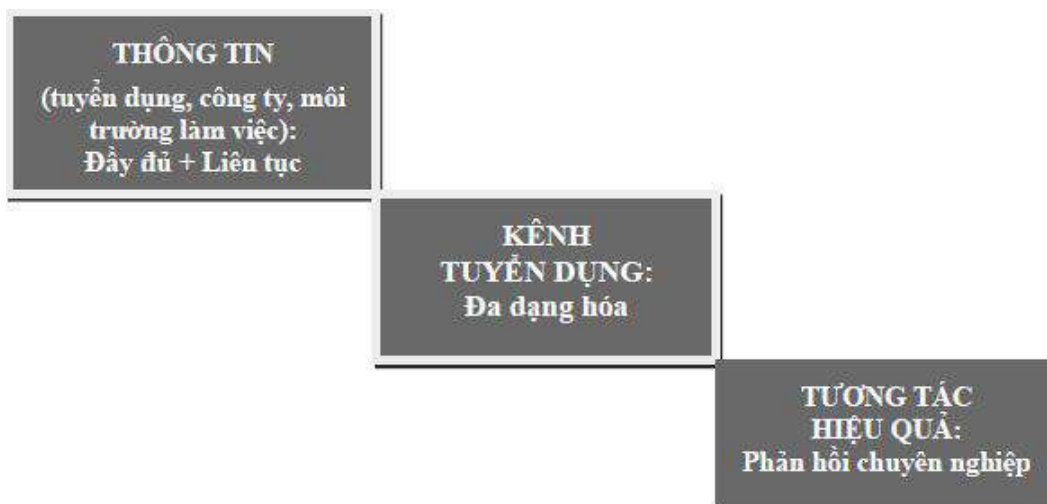 THÔNG TIN
(tuyển dụng, công ty, môi
trường làm việc):
Đầy đủ + Liên tục
KÊNH
TUYỂN DỤNG:
Đa dạng hóa
TƯƠNG TÁC
HIỆU QUẢ:
Phản hồi chuyên nghiệp